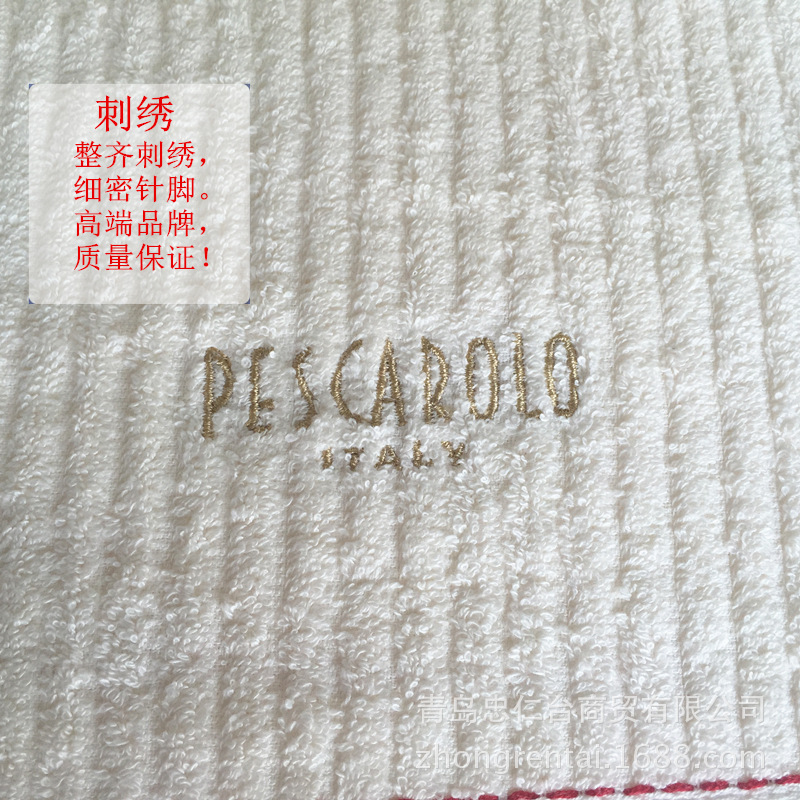 刺绣
整齐刺绣，
细密针脚。
高端品牌，
质量保证！
PESCAROLO
ITALY
青岛忠仁台商贸有限公司
zhongrentai.1688.com